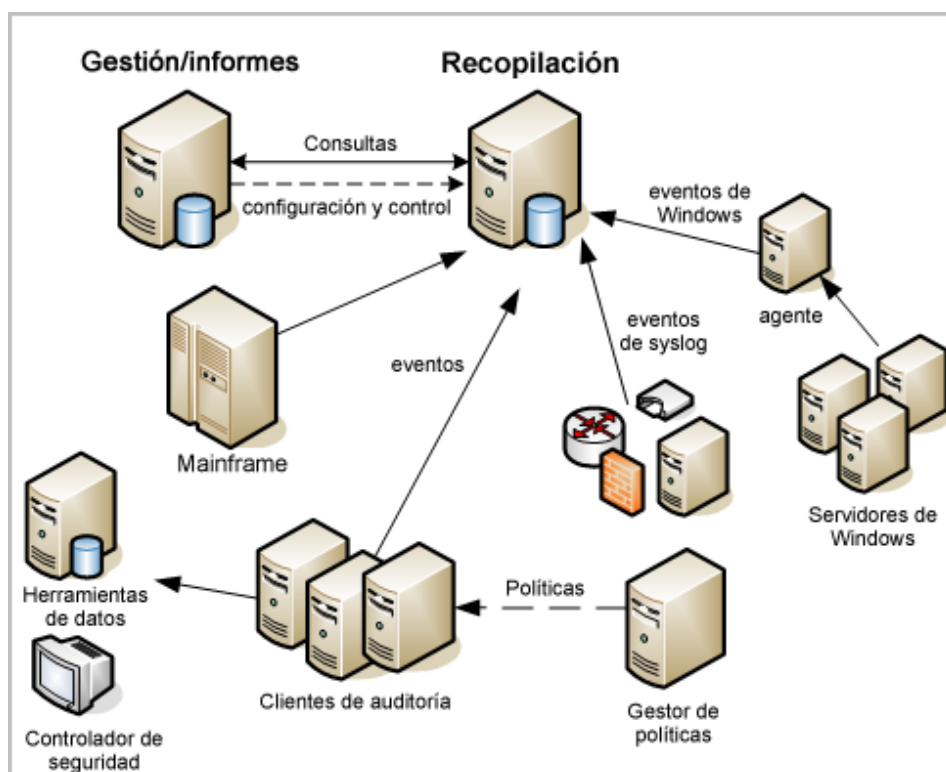 Gestión/informes
Recopilación
Consultas
configuración y control
eventos de
Windows
agente
eventos
de syslog
eventos
Mainframe
Servidores de
Windows
Herramientas
de datos
Políticas
Clientes de auditoría
Gestor de
políticas
Controlador de
seguridad